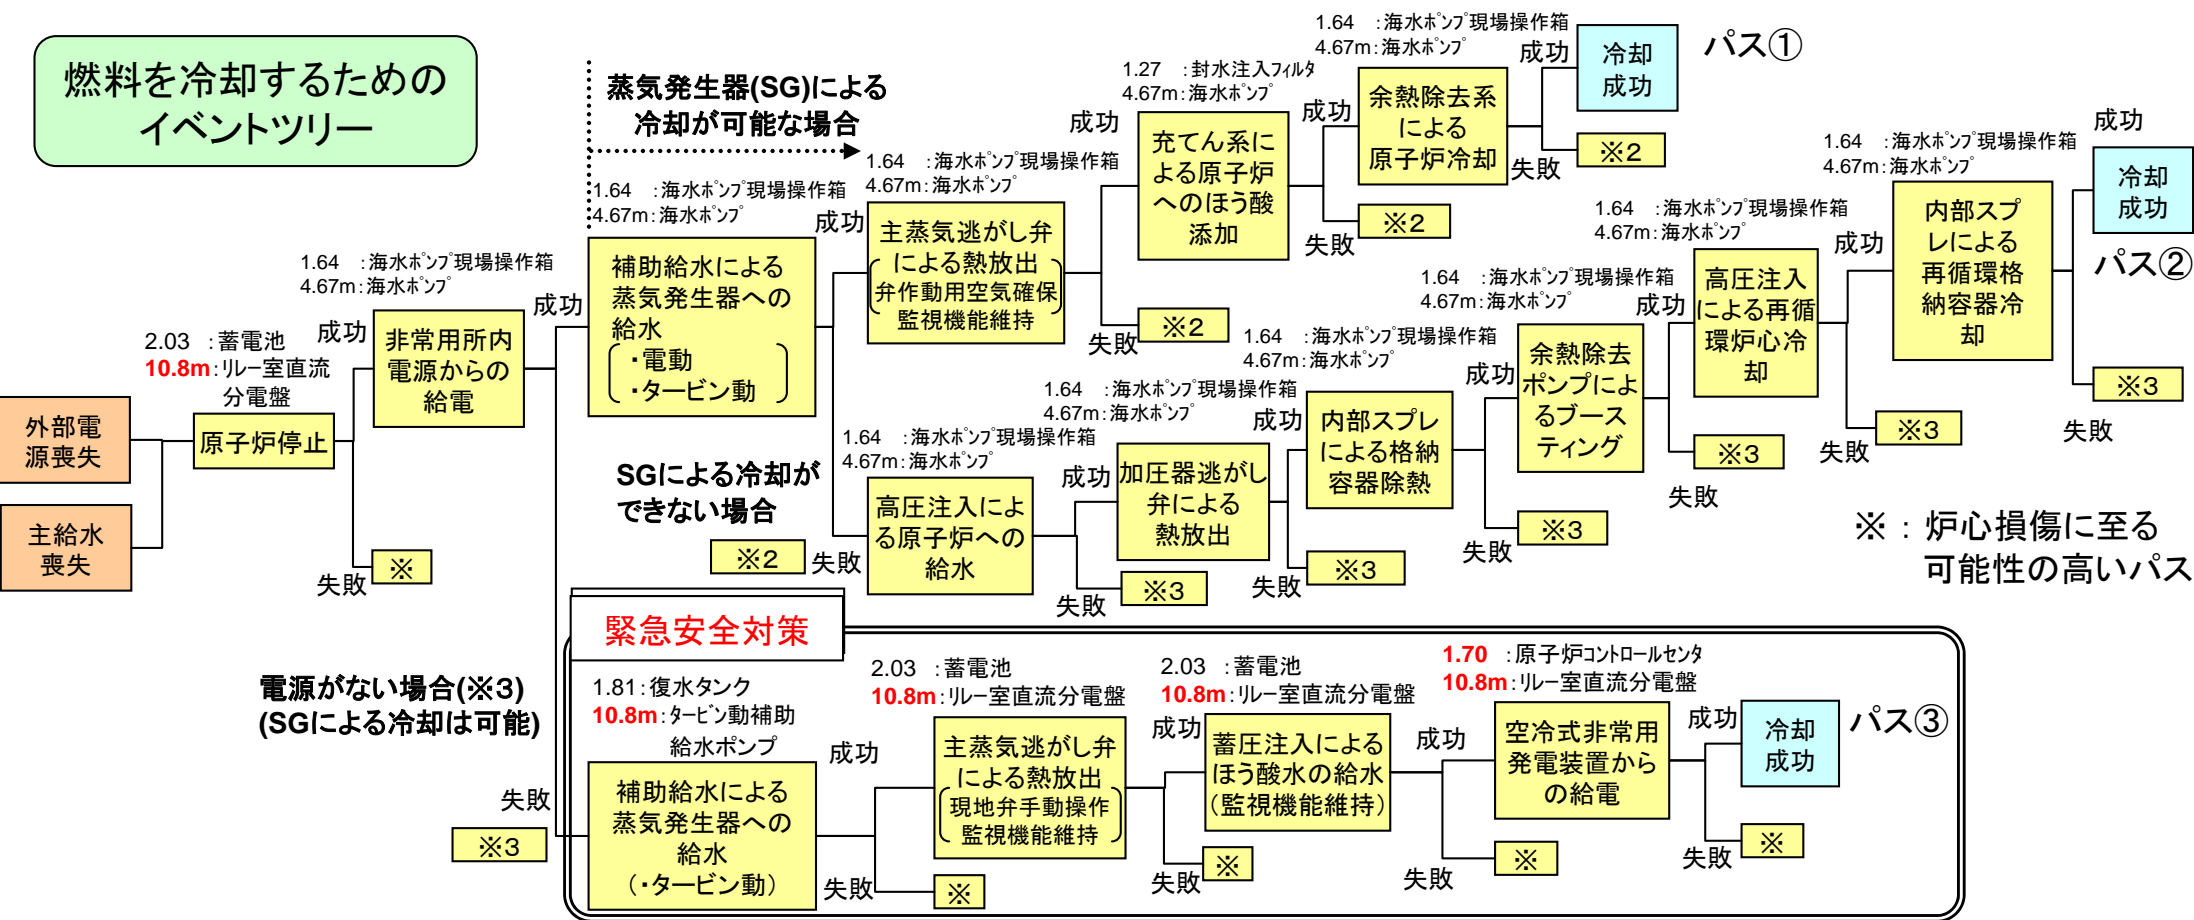 燃料を冷却するための
イベントツリー
外部電
源喪失
主給水
喪失
2.03 ：蓄電池
10.8m：ﾘﾚｰ室直流
分電盤
原子炉停止
成功
失敗
※
1.64 ：海水ﾎﾟﾝﾌﾟ現場操作箱
4.67m：海水ﾎﾟﾝﾌﾟ
非常用所内
電源からの
給電
成功
失敗
※3
蒸気発生器(SG)による
冷却が可能な場合
1.64 ：海水ﾎﾟﾝﾌﾟ現場操作箱
4.67m：海水ﾎﾟﾝﾌﾟ
補助給水による
蒸気発生器への
給水
・電動
・タービン動
成功
失敗
※2
1.64 ：海水ﾎﾟﾝﾌﾟ現場操作箱
4.67m：海水ﾎﾟﾝﾌﾟ
主蒸気逃がし弁
による熱放出
弁作動用空気確保
監視機能維持
成功
失敗
※2
1.27 ：封水注入ﾌｨﾙﾀ
4.67m：海水ﾎﾟﾝﾌﾟ
充てん系に
よる原子炉
へのほう酸
添加
成功
失敗
※2
1.64 ：海水ﾎﾟﾝﾌﾟ現場操作箱
4.67m：海水ﾎﾟﾝﾌﾟ
余熱除去系
による
原子炉冷却
成功
失敗
※2
冷却
成功
パス①
SGによる冷却が
できない場合
1.64 ：海水ﾎﾟﾝﾌﾟ現場操作箱
4.67m：海水ﾎﾟﾝﾌﾟ
高圧注入によ
る原子炉への
給水
成功
失敗
※3
1.64 ：海水ﾎﾟﾝﾌﾟ現場操作箱
4.67m：海水ﾎﾟﾝﾌﾟ
加圧器逃がし
弁による
熱放出
成功
失敗
※3
1.64 ：海水ﾎﾟﾝﾌﾟ現場操作箱
4.67m：海水ﾎﾟﾝﾌﾟ
内部スプレ
による格納
容器除熱
成功
失敗
※3
1.64 ：海水ﾎﾟﾝﾌﾟ現場操作箱
4.67m：海水ﾎﾟﾝﾌﾟ
余熱除去
ポンプによ
るブース
ティング
成功
失敗
※3
1.64 ：海水ﾎﾟﾝﾌﾟ現場操作箱
4.67m：海水ﾎﾟﾝﾌﾟ
高圧注入
による再循
環炉心冷
却
成功
失敗
※3
1.64 ：海水ﾎﾟﾝﾌﾟ現場操作箱
4.67m：海水ﾎﾟﾝﾌﾟ
内部スプ
レによる
再循環格
納容器冷
却
成功
失敗
※3
冷却
成功
パス②
※：炉心損傷に至る
可能性の高いパス
緊急安全対策
電源がない場合(※3)
(SGによる冷却は可能)
1.81：復水タンク
10.8m：ﾀｰﾋﾞﾝ動補助
給水ポンプ
補助給水による
蒸気発生器への
給水
（・タービン動）
成功
失敗
※
2.03 ：蓄電池
10.8m：ﾘﾚｰ室直流分電盤
主蒸気逃がし弁
による熱放出
現地弁手動操作
監視機能維持
成功
失敗
※
2.03 ：蓄電池
10.8m：ﾘﾚｰ室直流分電盤
蓄圧注入による
ほう酸水の給水
（監視機能維持）
成功
失敗
※
1.70 ：原子炉ｺﾝﾄﾛｰﾙｾﾝﾀ
10.8m：ﾘﾚｰ室直流分電盤
空冷式非常用
発電装置から
の給電
成功
失敗
※
冷却
成功
パス③